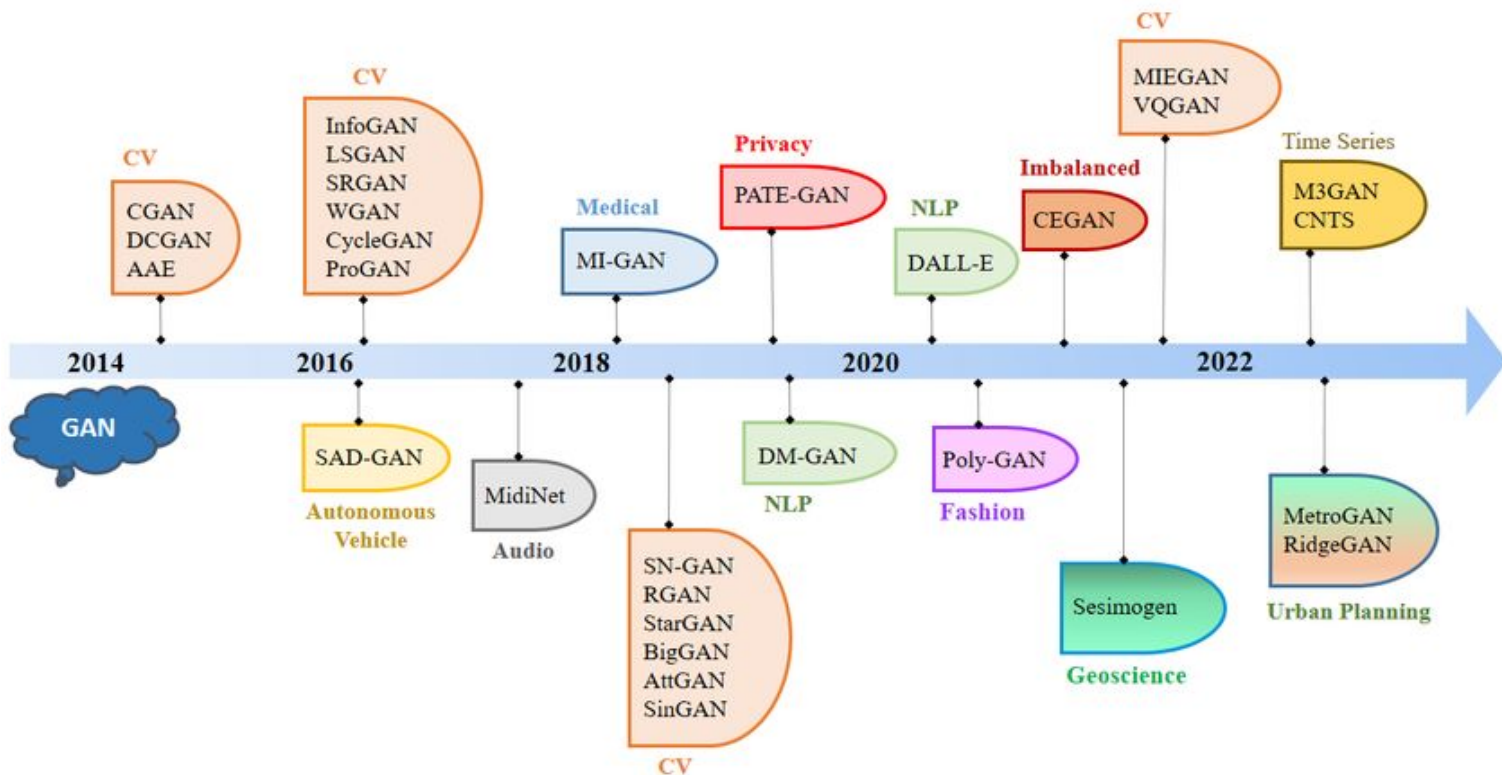 CV
CGAN
DCGAN
AAE
CV
InfoGAN
LSGAN
SRGAN
WGAN
CycleGAN
ProGAN
Medical
MI-GAN
Privacy
PATE-GAN
NLP
DALL-E
Imbalanced
CEGAN
CV
MIEGAN
VQGAN
Time Series
M3GAN
CNTS
2014 2016 2018 2020 2022
GAN
SAD-GAN
Autonomous
Vehicle
MidiNet
Audio
SN-GAN
RGAN
StarGAN
BigGAN
AttGAN
SinGAN
CV
DM-GAN
NLP
Poly-GAN
Fashion
Sesimogen
Geoscience
MetroGAN
RidgeGAN
Urban Planning